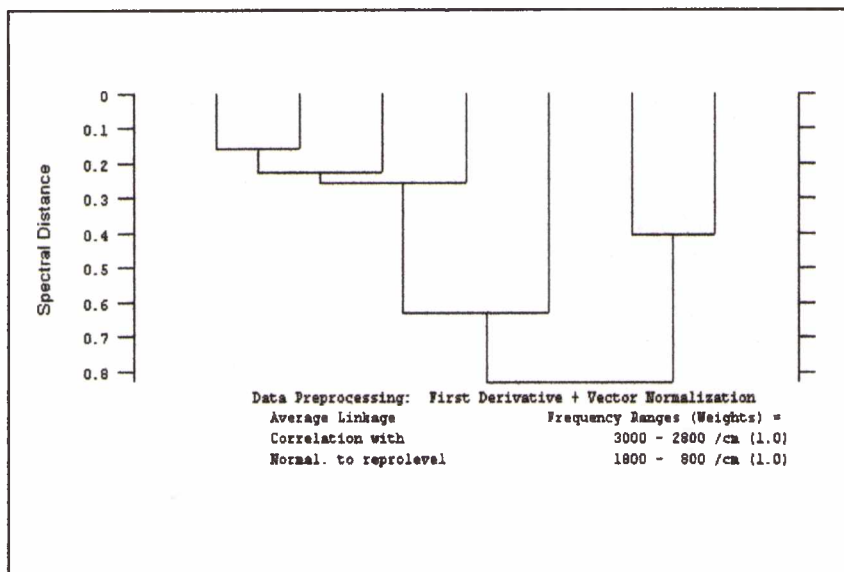 Spectral Distance
0
0.1
0.2
0.3
0.4
0.5
0.6
0.7
0.8
Data Preprocessing: First Derivative + Vector Normalization
Average Linkage Frequency Ranges (Weights) =
Correlation with 3000 - 2800 /cm (1.0)
Normal. to reprolevel 1800 - 800 /cm (1.0)